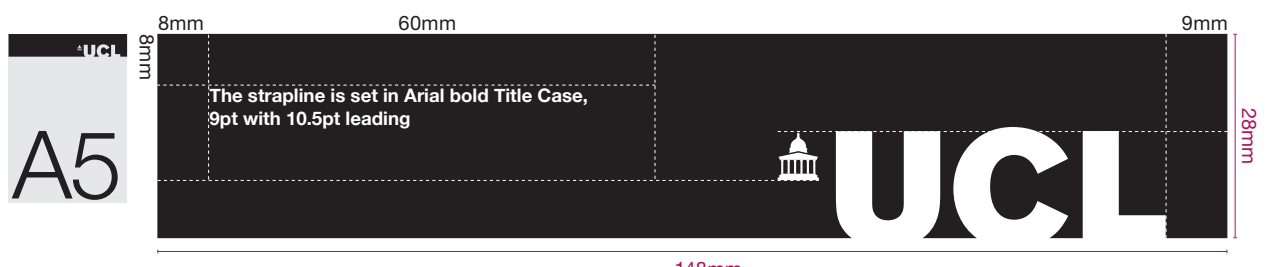 8mm
60mm
9mm
UCL
8mm
The strapline is set in Arial bold Title Case,
9pt with 10.5pt leading
28mm
A5
UCL
148mm